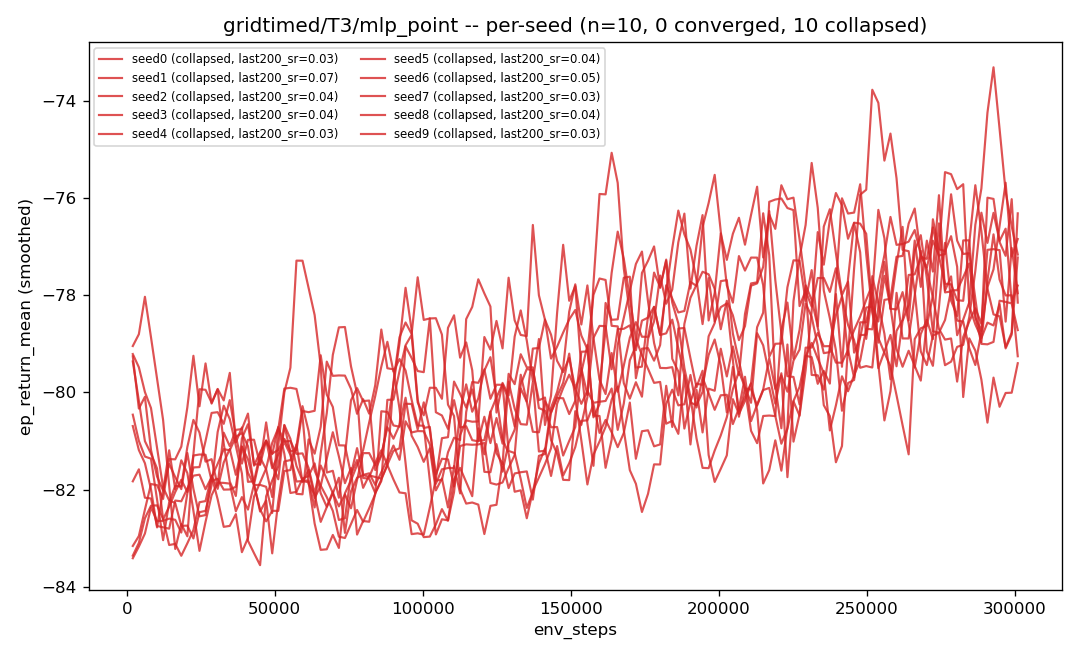 gridtimed/T3/mlp_point -- per-seed (n=10, 0 converged, 10 collapsed)
seed0 (collapsed, last200_sr=0.03)
seed1 (collapsed, last200_sr=0.07)
seed2 (collapsed, last200_sr=0.04)
seed3 (collapsed, last200_sr=0.04)
seed4 (collapsed, last200_sr=0.03)
seed5 (collapsed, last200_sr=0.04)
seed6 (collapsed, last200_sr=0.05)
seed7 (collapsed, last200_sr=0.03)
seed8 (collapsed, last200_sr=0.04)
seed9 (collapsed, last200_sr=0.03)
ep_return_mean (smoothed)
−74
−76
−78
−80
−82
−84
0
50000
100000
150000
200000
250000
300000
env_steps